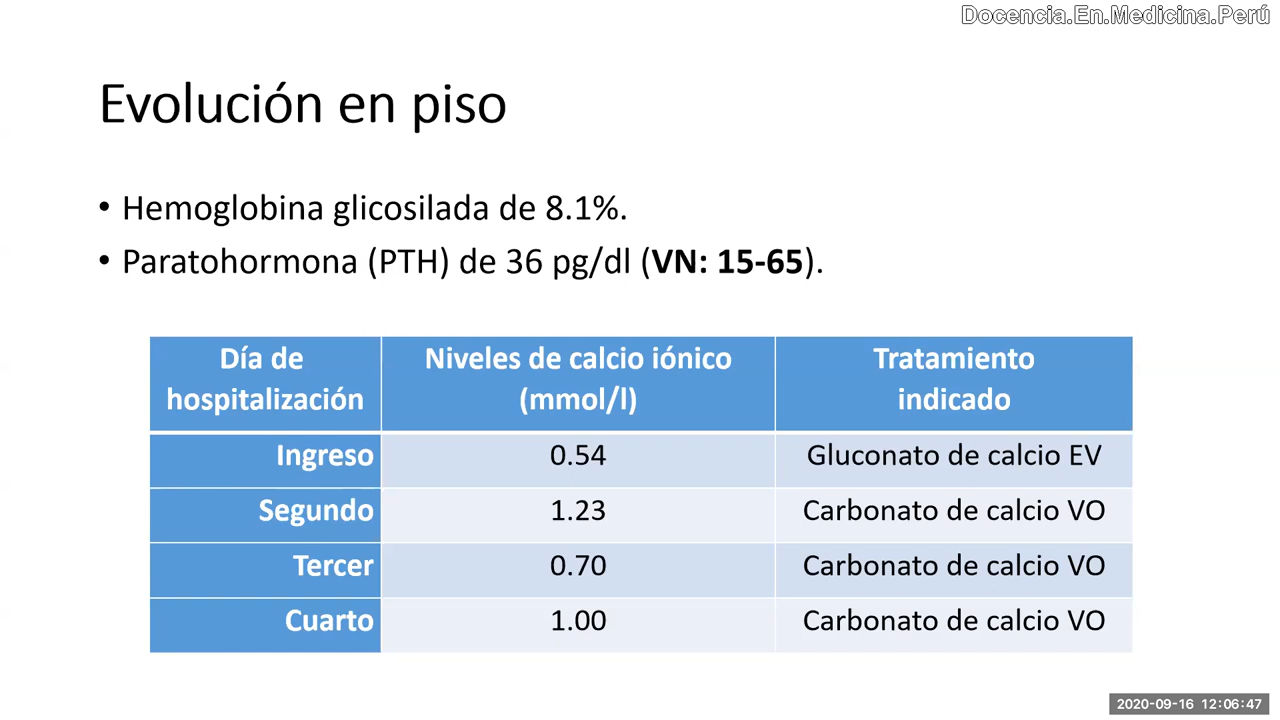 Docencia.En.Medicina.Perú
Evolución en piso
• Hemoglobina glicosilada de 8.1%.
• Paratohormona (PTH) de 36 pg/dl (VN: 15-65).
Día de hospitalización Niveles de calcio iónico (mmol/l) Tratamiento indicado
Ingreso 0.54 Gluconato de calcio EV
Segundo 1.23 Carbonato de calcio VO
Tercer 0.70 Carbonato de calcio VO
Cuarto 1.00 Carbonato de calcio VO
2020-09-16 12:06:47